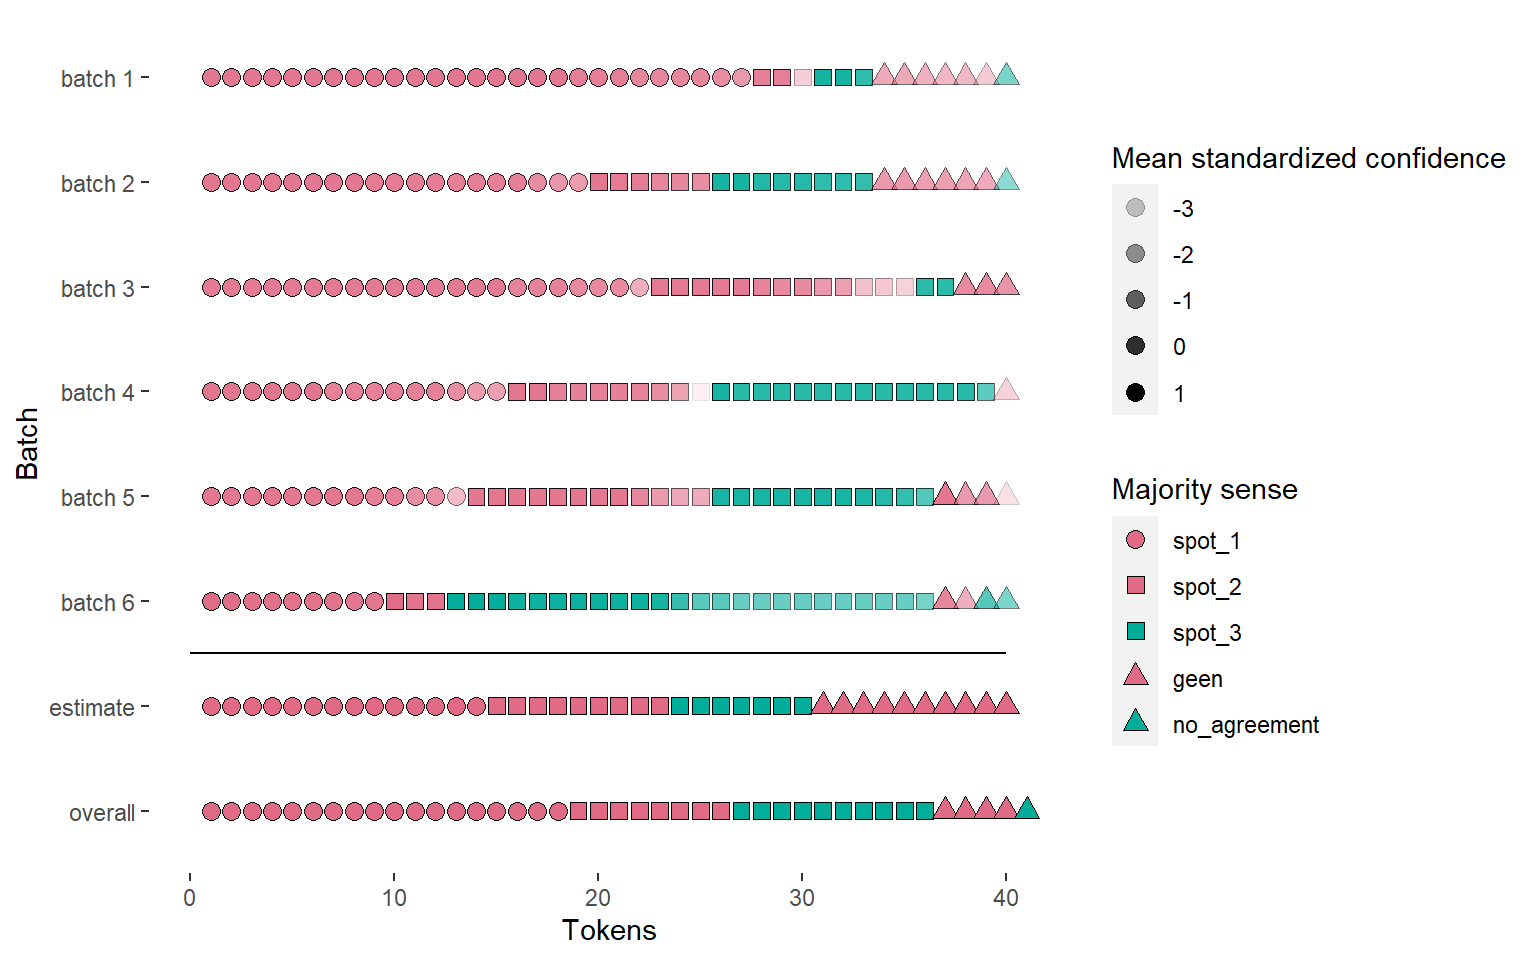 batch 1
batch 2
batch 3
batch 4
batch 5
batch 6
estimate
overall
Batch
0 10 20 30 40
Tokens
Mean standardized confidence
-3
-2
-1
0
1
Majority sense
spot_1
spot_2
spot_3
geen
no_agreement